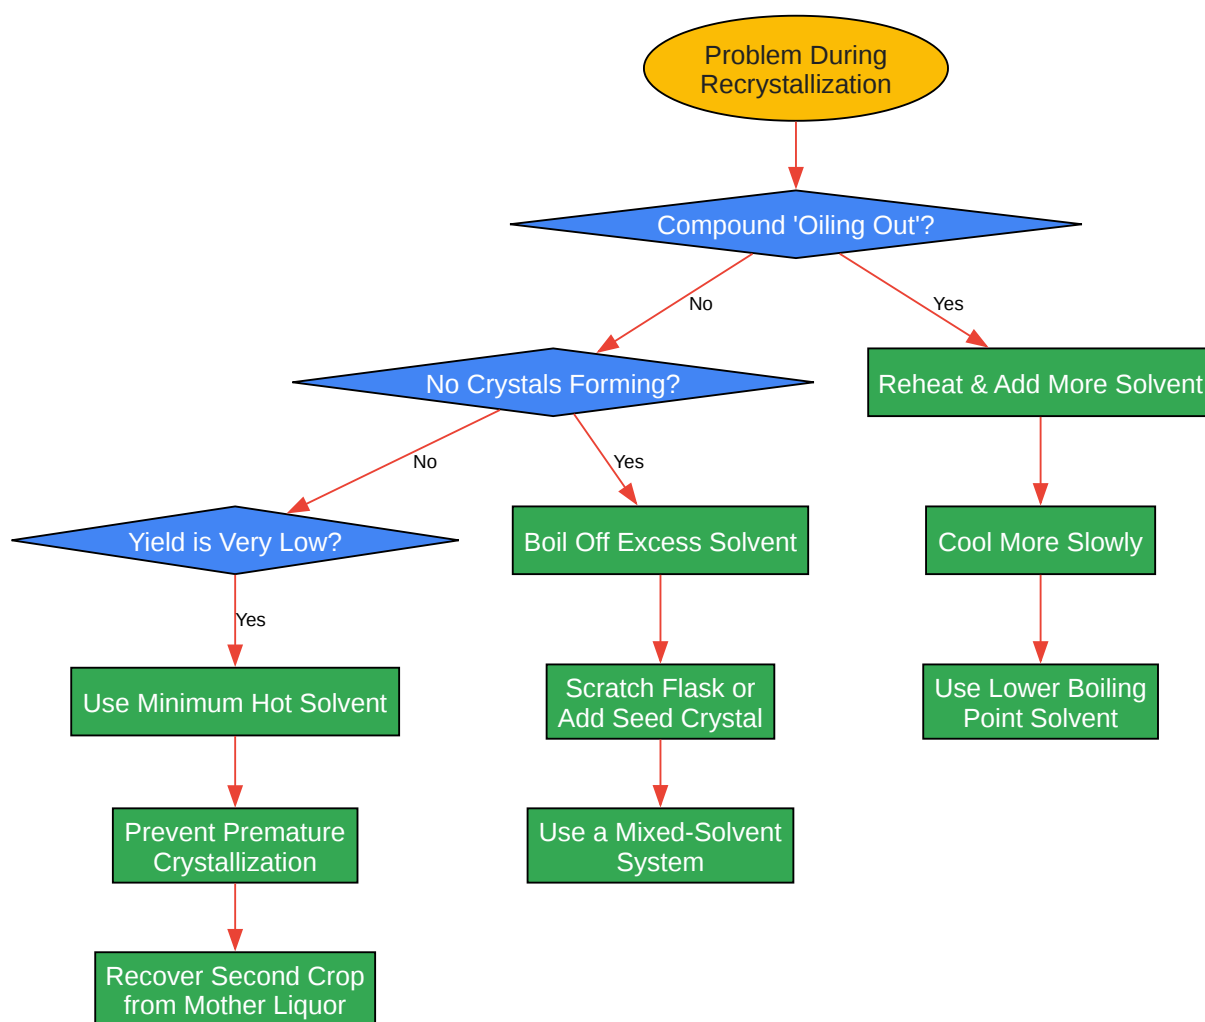 Problem During
Recrystallization
Compound 'Oiling Out'?
No
Yes
No Crystals Forming?
Reheat & Add More Solvent
No
Yes
Yield is Very Low?
Boil Off Excess Solvent
Cool More Slowly
Yes
Use Minimum Hot Solvent
Scratch Flask or
Add Seed Crystal
Use Lower Boiling
Point Solvent
Prevent Premature
Crystallization
Use a Mixed-Solvent
System
Recover Second Crop
from Mother Liquor